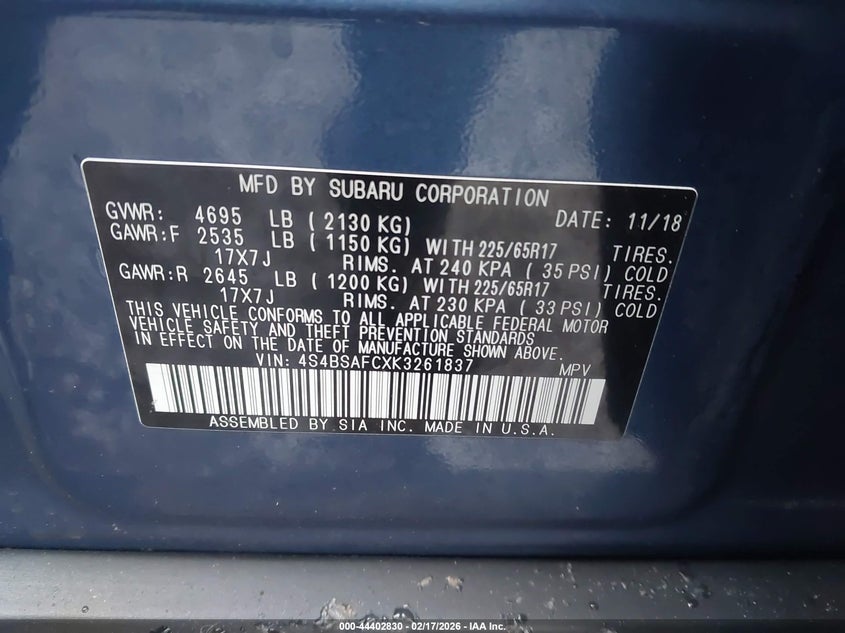 MFD BY SUBARU CORPORATION
GVWR: 4695 LB ( 2130 KG) DATE: 11/18
GAWR:F 2535 LB ( 1150 KG) WITH 225/65R17 TIRES.
17X7J RIMS. AT 240 KPA ( 35 PSI) COLD
GAWR:R 2645 LB ( 1200 KG) WITH 225/65R17 TIRES.
17X7J RIMS. AT 230 KPA ( 33 PSI) COLD
THIS VEHICLE CONFORMS TO ALL APPLICABLE FEDERAL MOTOR
VEHICLE SAFETY AND THEFT PREVENTION STANDARDS
IN EFFECT ON THE DATE OF MANUFACTURE SHOWN ABOVE.
VIN: 4S4BSAFCXK3261837 MPV
ASSEMBLED BY SIA INC. MADE IN U.S.A.
000-44402830 - 02/17/2026 - IAA Inc.